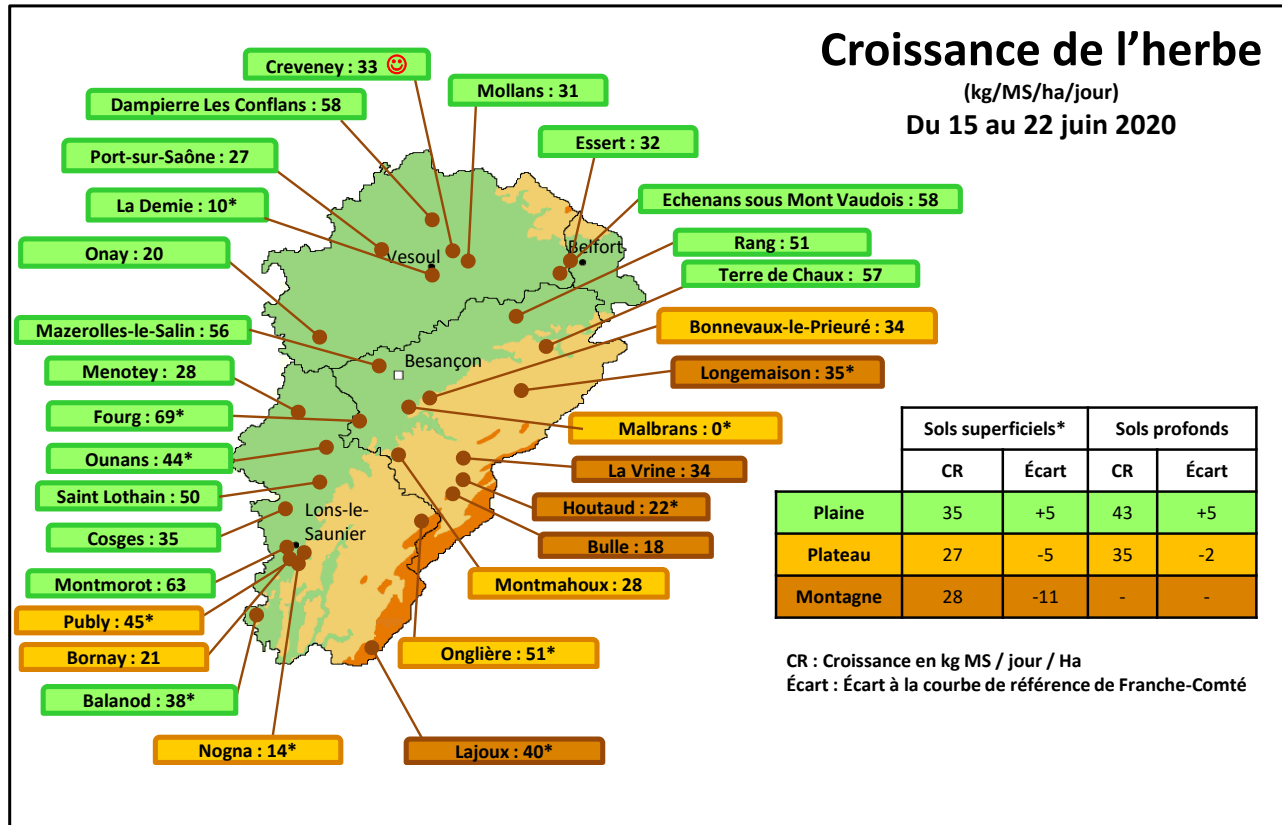 Croissance de l’herbe
(kg/MS/ha/jour)
Du 15 au 22 juin 2020
Creveney : 33
Mollans : 31
Dampierre Les Conflans : 58
Essert : 32
Port-sur-Saône : 27
Echenans sous Mont Vaudois : 58
La Demie : 10*
Rang : 51
Onay : 20
Vesoul
Belfort
Terre de Chaux : 57
Mazerolles-le-Salin : 56
Bonnevaux-le-Prieuré : 34
Besançon
Menotey : 28
Longemaison : 35*
Fourg : 69*
Malbrans : 0*
Ounans : 44*
La Vrine : 34
Saint Lothain : 50
Houtaud : 22*
Lons-le-
Saunier
Cosges : 35
Bulle : 18
Montmorot : 63
Montmahoux : 28
Publy : 45*
Bornay : 21
Onglière : 51*
Balanod : 38*
Nogna : 14*
Lajoux : 40*
Sols superficiels* Sols profonds
CR Écart CR Écart
Plaine 35 +5 43 +5
Plateau 27 -5 35 -2
Montagne 28 -11 - -
CR : Croissance en kg MS / jour / Ha
Écart : Écart à la courbe de référence de Franche-Comté